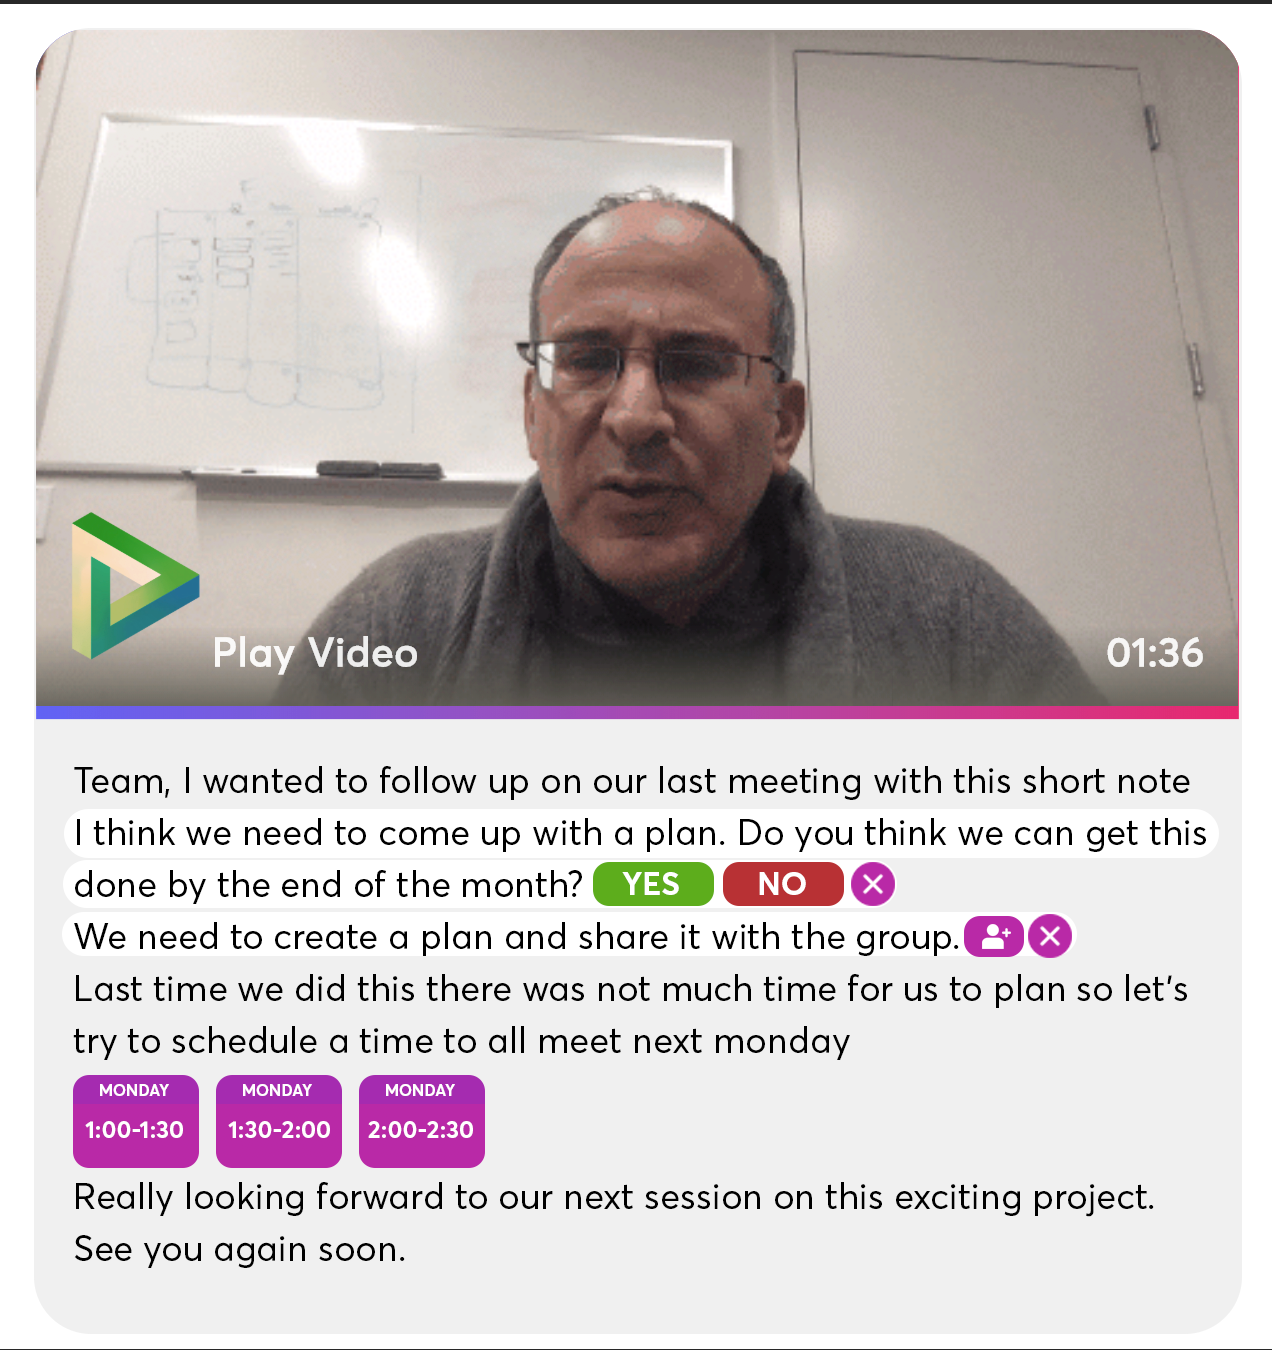 Play Video
01:36
Team, I wanted to follow up on our last meeting with this short note
I think we need to come up with a plan. Do you think we can get this
done by the end of the month? YES NO
We need to create a plan and share it with the group.
Last time we did this there was not much time for us to plan so let's
try to schedule a time to all meet next monday
MONDAY MONDAY MONDAY
1:00-1:30 1:30-2:00 2:00-2:30
Really looking forward to our next session on this exciting project.
See you again soon.